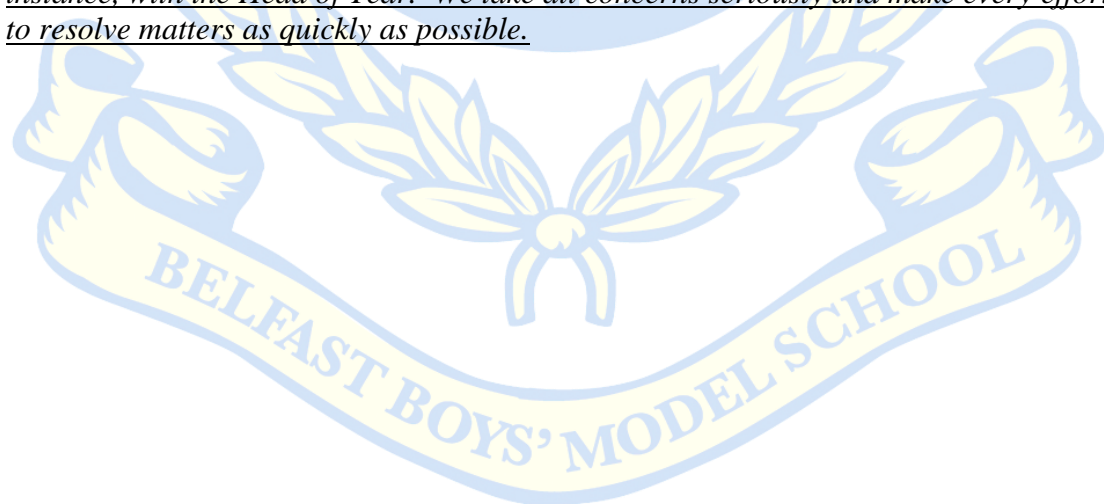 instance, with the Head of Year. We take all concerns seriously and make every effort
to resolve matters as quickly as possible.
BELFAST BOYS' MODEL SCHOOL